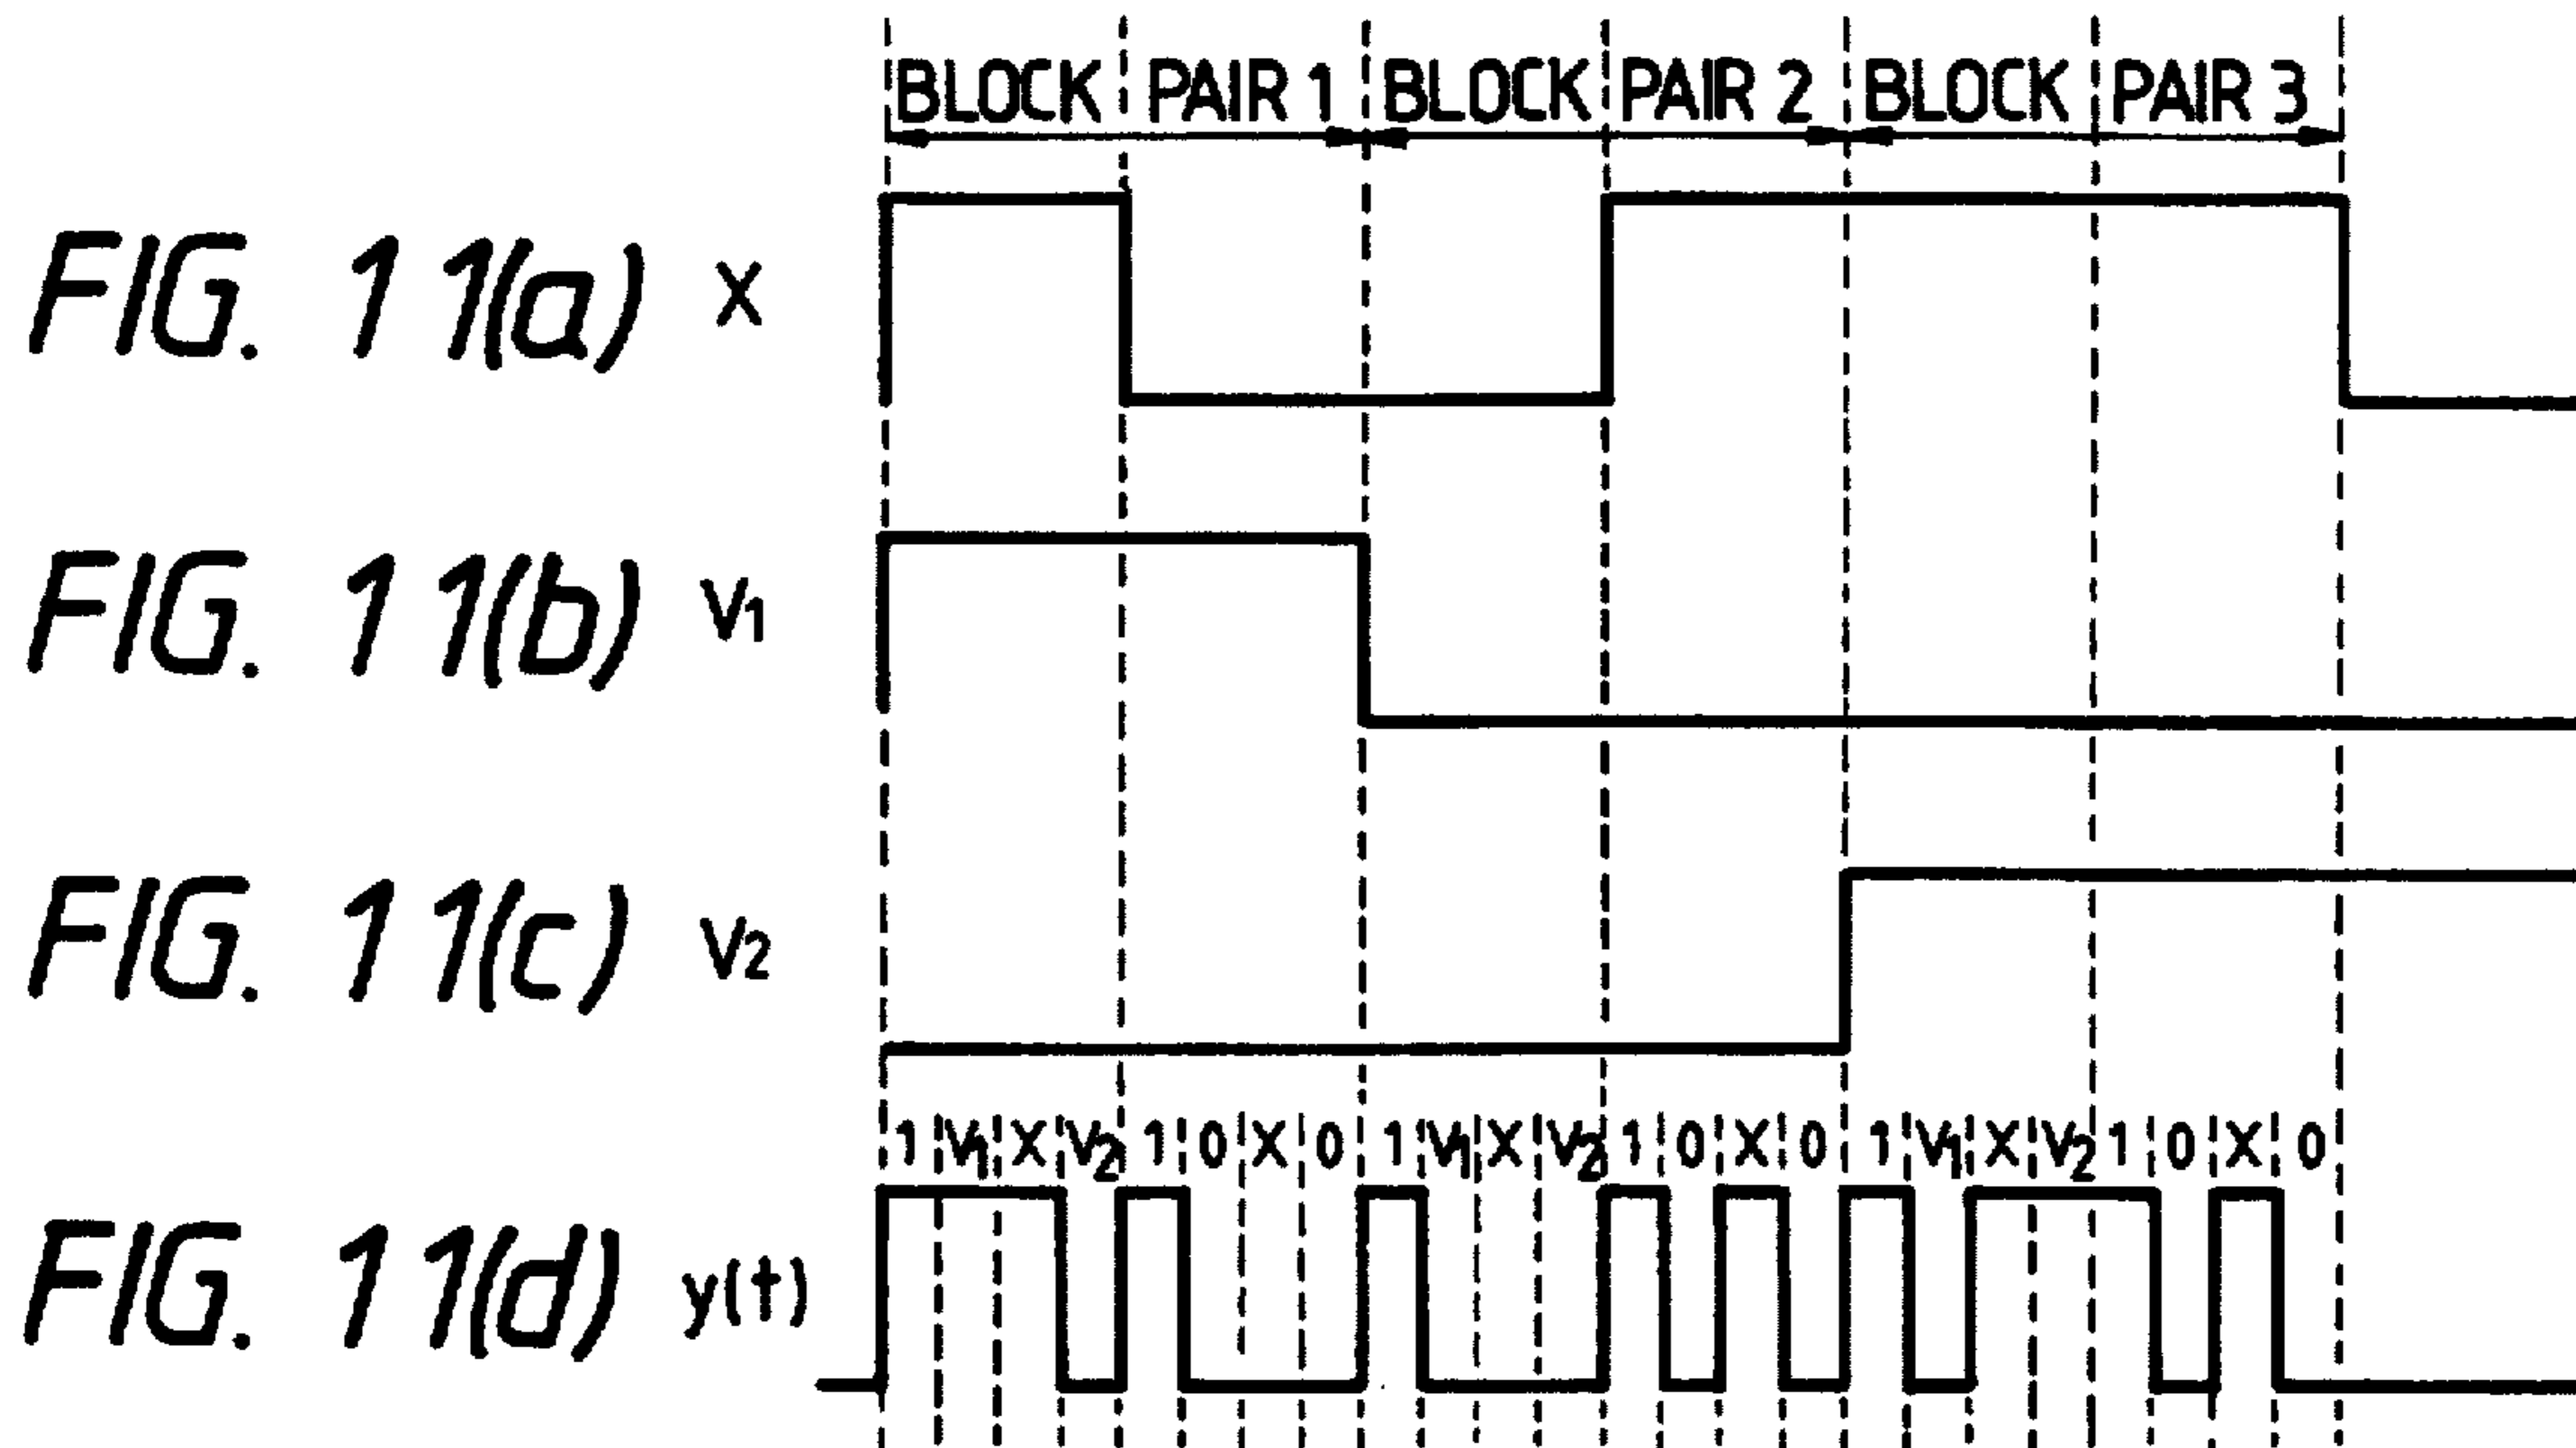 BLOCK PAIR 1 BLOCK PAIR 2 BLOCK PAIR 3
FIG. 11(a) X
FIG. 11(b) V1
FIG. 11(c) V2
1 V1 X V2 1 0 X 0 1 V1 X V2 1 0 X 0 1 V1 X V2 1 0 X 0
FIG. 11(d) y(t)